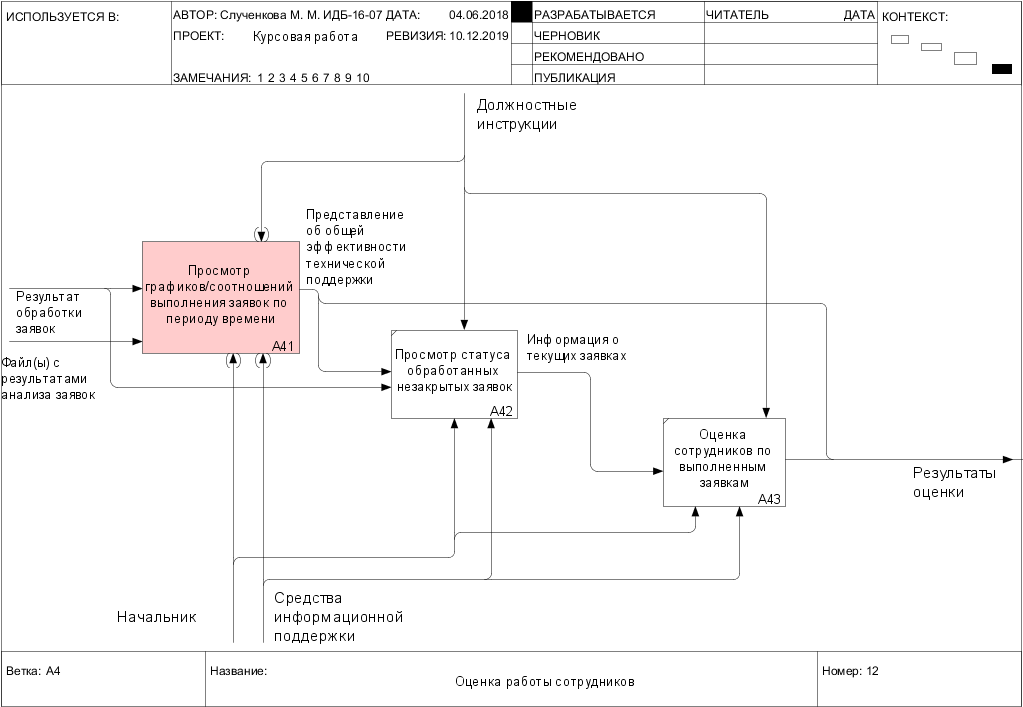 ИСПОЛЬЗУЕТСЯ В:
АВТОР: Слученкова М. М. ИДБ-16-07 ДАТА: 04.06.2018
РАЗРАБАТЫВАЕТСЯ
ЧИТАТЕЛЬ
ДАТА
КОНТЕКСТ:
ПРОЕКТ: Курсовая работа
РЕВИЗИЯ: 10.12.2019
ЧЕРНОВИК
РЕКОМЕНДОВАНО
ЗАМЕЧАНИЯ: 1 2 3 4 5 6 7 8 9 10
ПУБЛИКАЦИЯ
Должностные
инструкции
Представление
об общей
эффективности
технической
поддержки
Просмотр
графиков/соотношений
выполнения заявок по
периоду времени
A41
Результат
обработки
заявок
Файл(ы) с
результатами
анализа заявок
Просмотр статуса
обработанных
незакрытых заявок
A42
Информация о
текущих заявках
Оценка
сотрудников по
выполненным
заявкам
A43
Результаты
оценки
Начальник
Средства
информационной
поддержки
Ветка: A4
Название:
Оценка работы сотрудников
Номер: 12